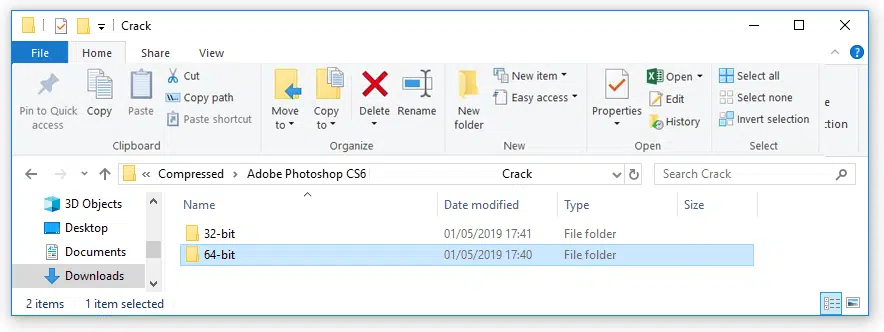 Crack
File Home Share View
Pin to Quick access
Copy
Paste
Cut
Copy path
Paste shortcut
Move to
Copy to
Delete
Rename
New folder
New item
Easy access
Properties
Open
Edit
History
Select all
Select none
Invert selection
e
ction
Clipboard Organize New Open Select
« Compressed > Adobe Photoshop CS6 Crack
Search Crack
3D Objects
Desktop
Documents
Downloads
Name Date modified Type Size
32-bit 01/05/2019 17:41 File folder
64-bit 01/05/2019 17:40 File folder
2 items 1 item selected